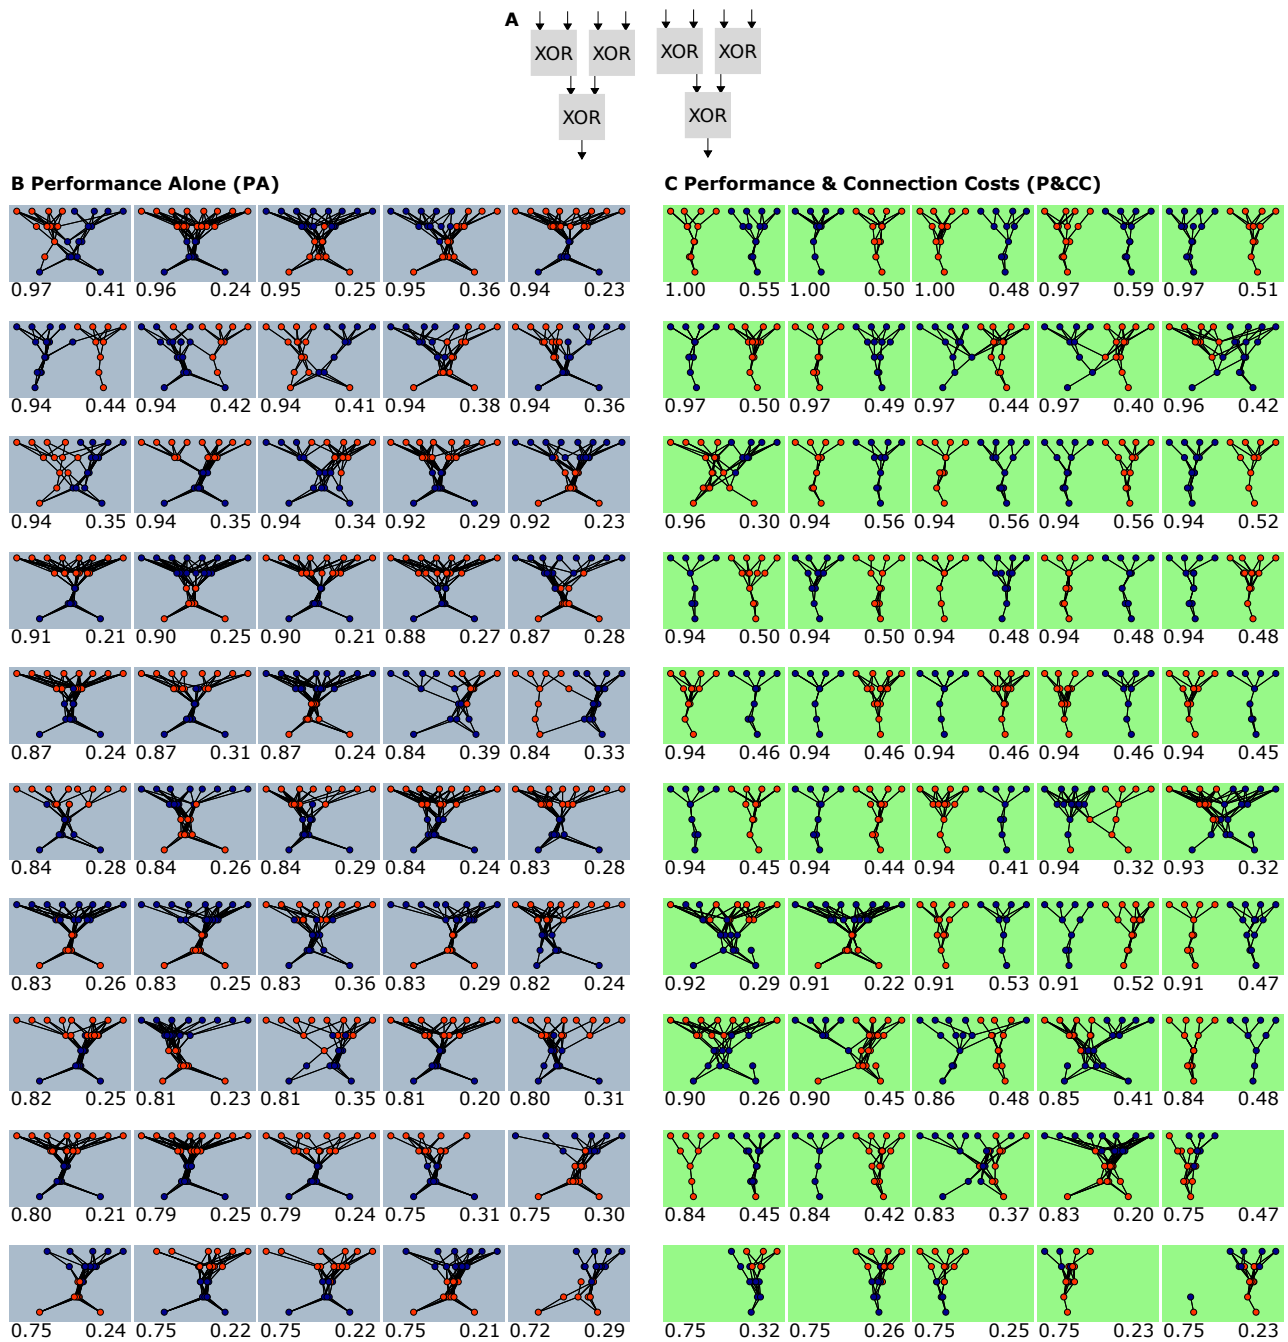 A
XOR XOR XOR XOR
XOR XOR
B Performance Alone (PA) C Performance & Connection Costs (P&CC)
0.97 0.41 0.96 0.24 0.95 0.25 0.95 0.36 0.94 0.23 1.00 0.55 1.00 0.50 1.00 0.48 0.97 0.59 0.97 0.51
0.94 0.44 0.94 0.42 0.94 0.41 0.94 0.38 0.94 0.36 0.97 0.50 0.97 0.49 0.97 0.44 0.97 0.40 0.96 0.42
0.94 0.35 0.94 0.35 0.94 0.34 0.92 0.29 0.92 0.23 0.96 0.30 0.94 0.56 0.94 0.56 0.94 0.56 0.94 0.52
0.91 0.21 0.90 0.25 0.90 0.21 0.88 0.27 0.87 0.28 0.94 0.50 0.94 0.50 0.94 0.48 0.94 0.48 0.94 0.48
0.87 0.24 0.87 0.31 0.87 0.24 0.84 0.39 0.84 0.33 0.94 0.46 0.94 0.46 0.94 0.46 0.94 0.46 0.94 0.45
0.84 0.28 0.84 0.26 0.84 0.29 0.84 0.24 0.83 0.28 0.94 0.45 0.94 0.44 0.94 0.41 0.94 0.32 0.93 0.32
0.83 0.26 0.83 0.25 0.83 0.36 0.83 0.29 0.82 0.24 0.92 0.29 0.91 0.22 0.91 0.53 0.91 0.52 0.91 0.47
0.82 0.25 0.81 0.23 0.81 0.35 0.81 0.20 0.80 0.31 0.90 0.26 0.90 0.45 0.86 0.48 0.85 0.41 0.84 0.48
0.80 0.21 0.79 0.25 0.79 0.24 0.75 0.31 0.75 0.30 0.84 0.45 0.84 0.42 0.83 0.37 0.83 0.20 0.75 0.47
0.75 0.24 0.75 0.22 0.75 0.22 0.75 0.21 0.75 0.29 0.75 0.32 0.75 0.26 0.75 0.25 0.75 0.23 0.75 0.23